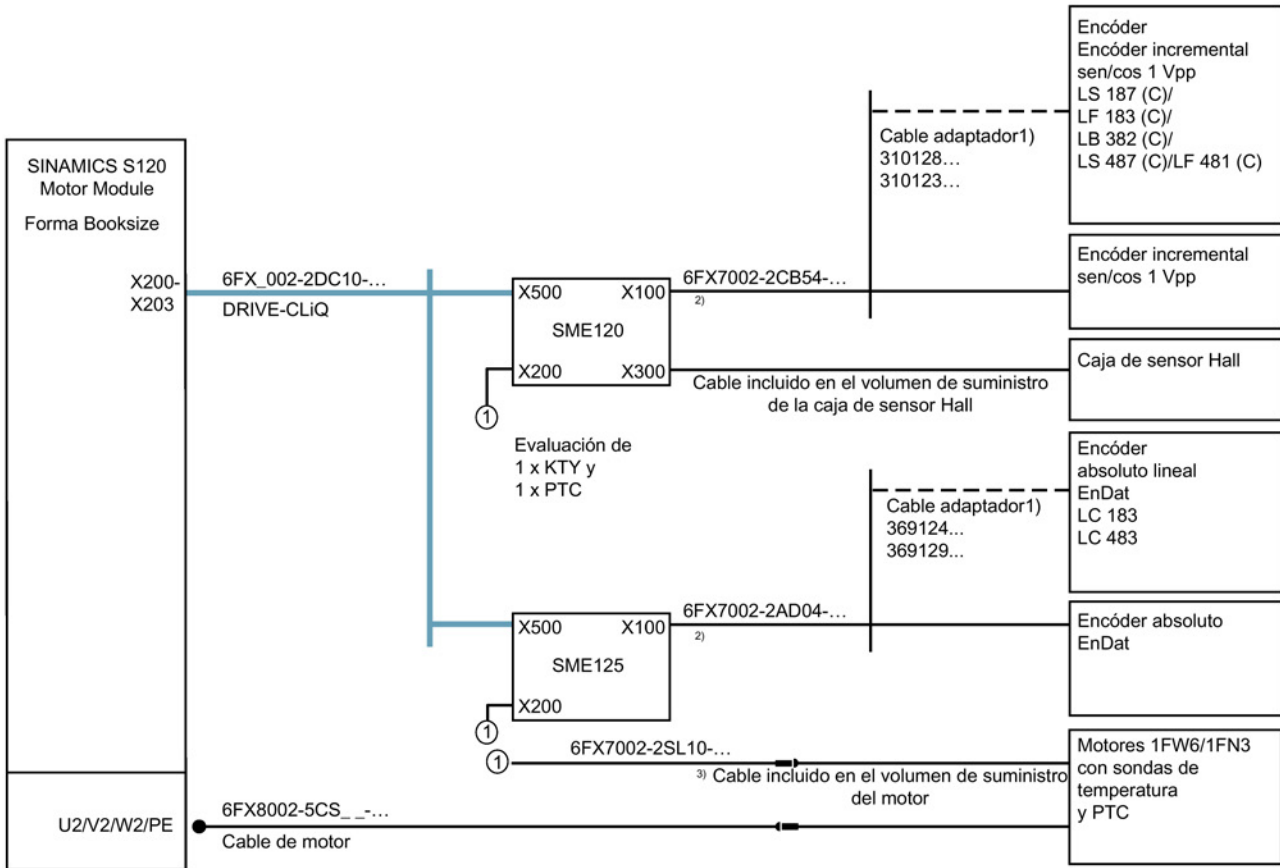 SINAMICS S120
Motor Module
Forma Booksize
X200-
X203
6FX_002-2DC10-...
DRIVE-CLiQ
X500
X100
SME120
X200
X300
1
Evaluación de
1 x KTY y
1 x PTC
6FX7002-2CB54-...
2)
Cable adaptador1)
310128...
310123...
Encóder
Encóder incremental
sen/cos 1 Vpp
LS 187 (C)/
LF 183 (C)/
LB 382 (C)/
LS 487 (C)/LF 481 (C)
Encóder incremental
sen/cos 1 Vpp
Cable incluido en el volumen de suministro
de la caja de sensor Hall
Caja de sensor Hall
Cable adaptador1)
369124...
369129...
Encóder
absoluto lineal
EnDat
LC 183
LC 483
X500
X100
SME125
X200
1
6FX7002-2AD04-...
2)
Encóder absoluto
EnDat
1
6FX7002-2SL10-...
3) Cable incluido en el volumen de suministro
del motor
Motores 1FW6/1FN3
con sondas de
temperatura
y PTC
U2/V2/W2/PE
6FX8002-5CS_ _-...
Cable de motor